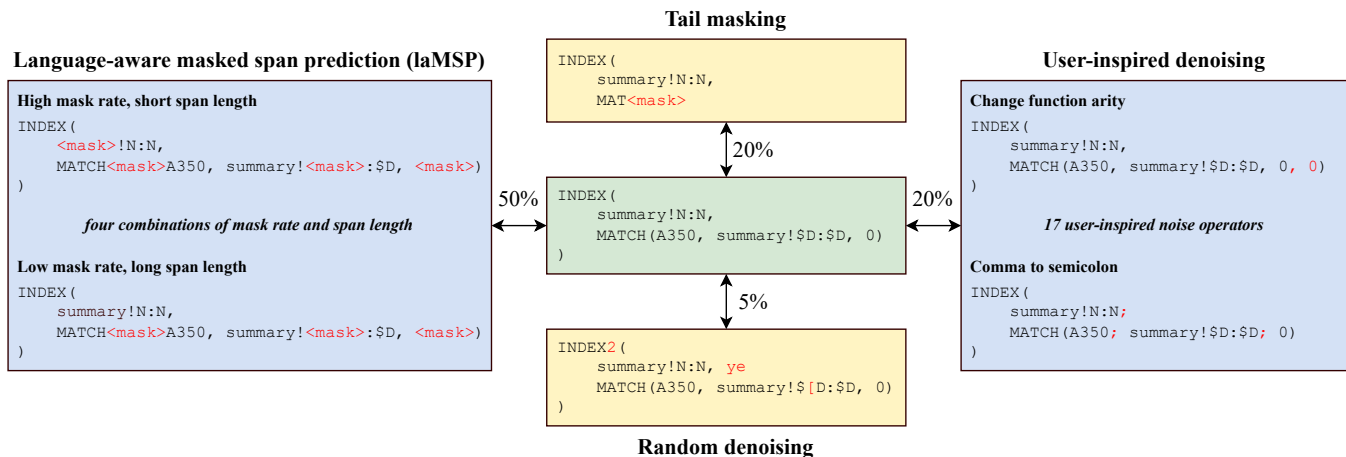 Tail masking
INDEX(
summary!N:N,
MAT<mask>
20%
Language-aware masked span prediction (laMSP)
High mask rate, short span length
INDEX(
<mask>!N:N,
MATCH<mask>A350, summary!<mask>:$D, <mask>)
)
four combinations of mask rate and span length
Low mask rate, long span length
INDEX(
summary!N:N,
MATCH<mask>A350, summary!<mask>:$D, <mask>)
)
50%
INDEX(
summary!N:N,
MATCH(A350, summary!$D:$D, 0)
)
20%
User-inspired denoising
Change function arity
INDEX(
summary!N:N,
MATCH(A350, summary!$D:$D, 0, 0)
)
17 user-inspired noise operators
Comma to semicolon
INDEX(
summary!N:N;
MATCH(A350; summary!$D:$D; 0)
)
5%
INDEX2(
summary!N:N, ye
MATCH(A350, summary!$[D:$D, 0)
)
Random denoising